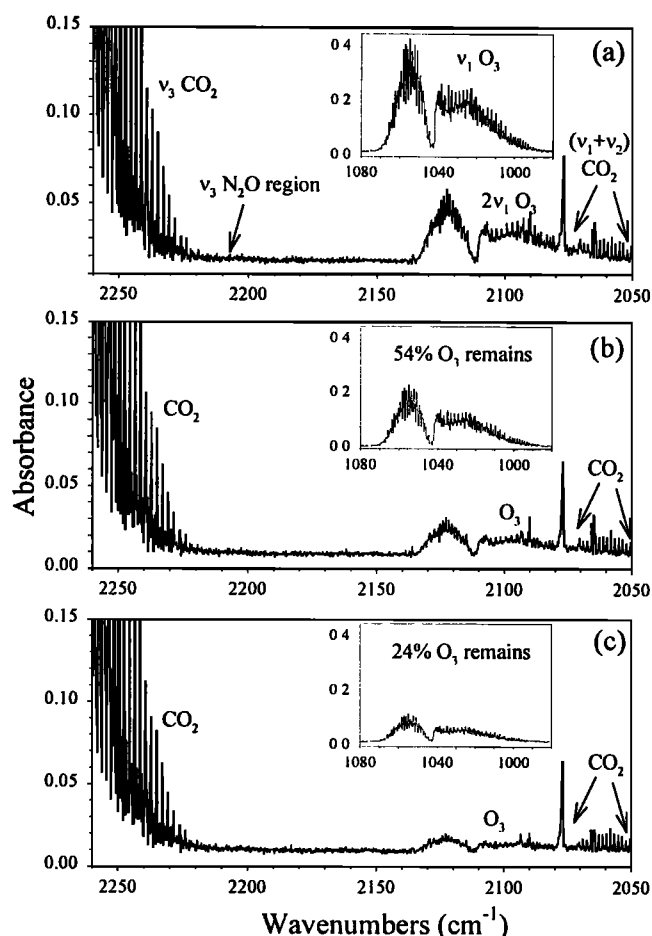 0.15
0.10
0.05
ν₃ CO₂
ν₃ N₂O region
0 4
0 2
0 0
ν₁ O₃
1080 1040 1000
(a)
2ν₁ O₃
(ν₁+ν₂)
CO₂
2250 2200 2150 2100 2050
0.15
0.10
0.05
0.00
CO₂
0 4
0 2
0 0
54% O₃ remains
1080 1040 1000
(b)
O₃
CO₂
2250 2200 2150 2100 2050
0.15
0.10
0.05
0.00
CO₂
0 4
0 2
0 0
24% O₃ remains
1080 1040 1000
(c)
O₃
CO₂
2250 2200 2150 2100 2050
Absorbance
Wavenumbers (cm⁻¹)